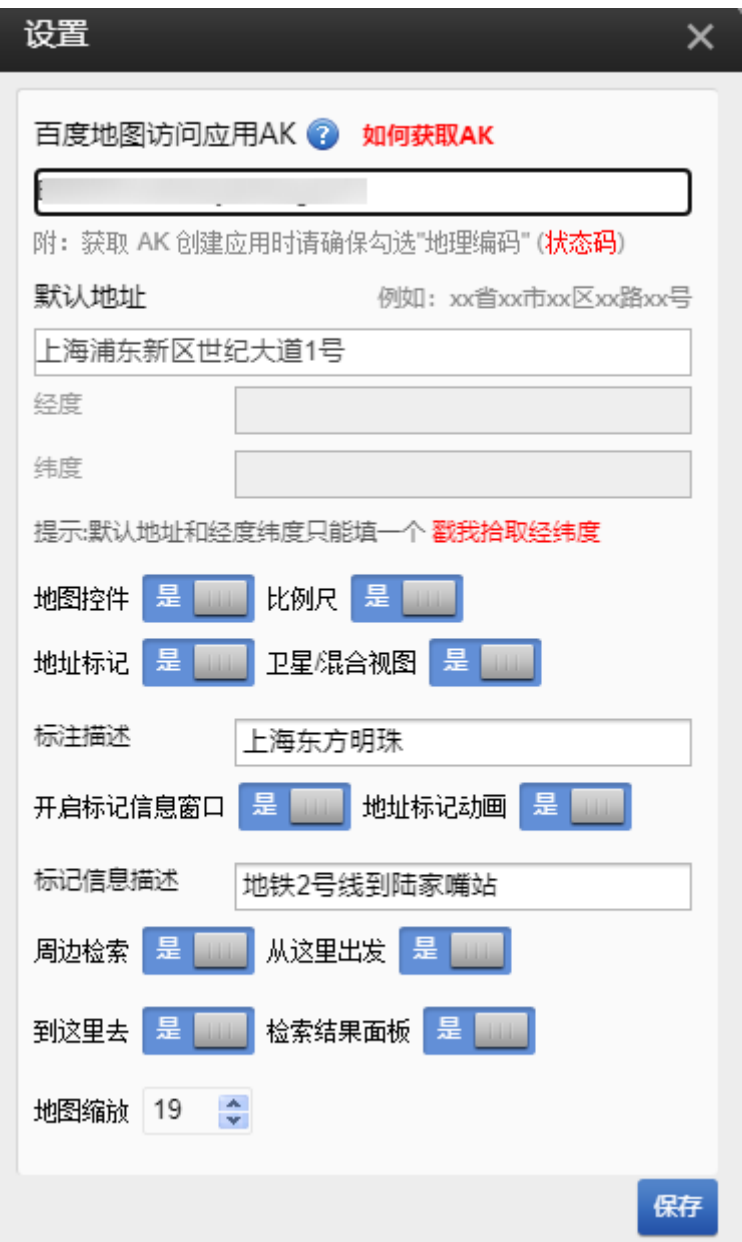 设置
百度地图访问应用AK ? 如何获取AK
附：获取 AK 创建应用时请确保勾选"地理编码" (状态码)
默认地址 例如：xx省xx市xx区xx路xx号
上海浦东新区世纪大道1号
经度
纬度
提示:默认地址和经度纬度只能填一个 戳我拾取经纬度
地图控件 是 比例尺 是
地址标记 是 卫星/混合视图 是
标注描述 上海东方明珠
开启标记信息窗口 是 地址标记动画 是
标记信息描述 地铁2号线到陆家嘴站
周边检索 是 从这里出发 是
到这里去 是 检索结果面板 是
地图缩放 19
保存